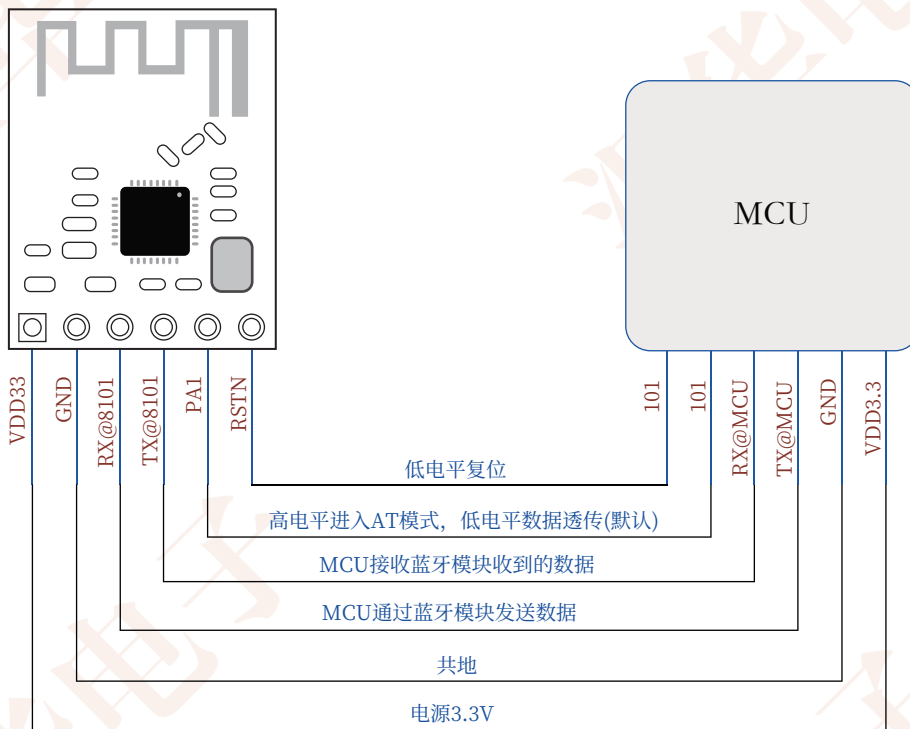 MCU
VDD33
GND
RX@8101
TX@8101
PA1
RSTN
101
101
RX@MCU
TX@MCU
GND
VDD3.3
低电平复位
高电平进入AT模式，低电平数据透传(默认)
MCU接收蓝牙模块收到的数据
MCU通过蓝牙模块发送数据
共地
电源3.3V